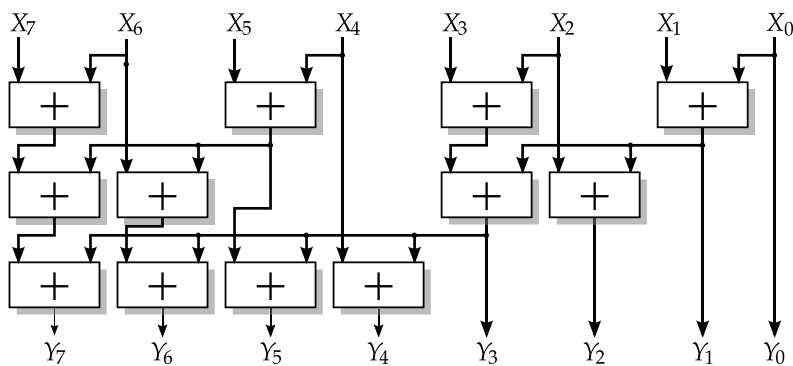 X₇ X₆ X₅ X₄ X₃ X₂ X₁ X₀
+ + + +
+ + + +
+ + + +
Y₇ Y₆ Y₅ Y₄ Y₃ Y₂ Y₁ Y₀